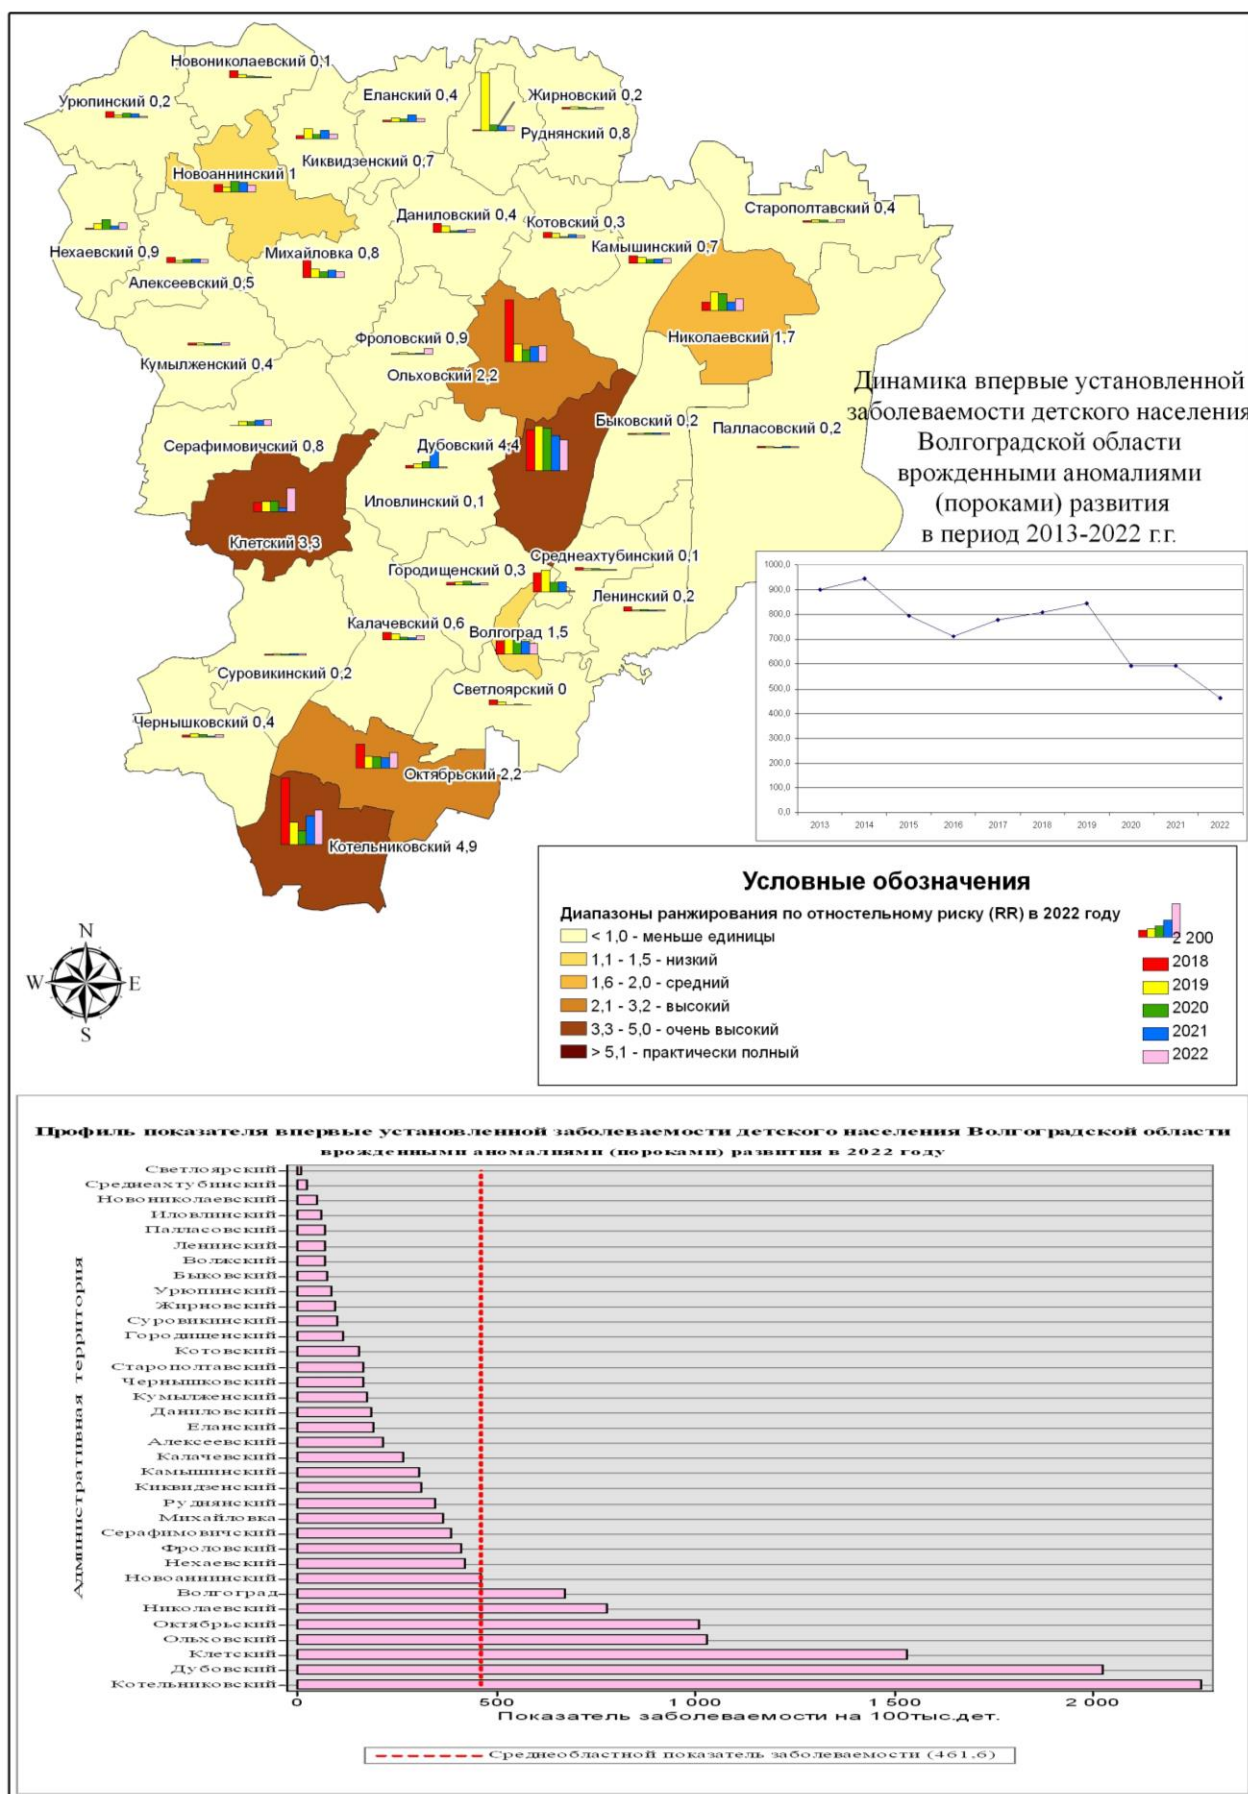 Новониколаевский 0,1
Урюпинский 0,2
Еланский 0,4
Жирновский 0,2
Руднянский 0,8
Киквидзенский 0,7
Новоаннинский 1
Даниловский 0,4
Котовский 0,3
Старополтавский 0,4
Нехаевский 0,9
Михайловка 0,8
Камышинский 0,7
Алексеевский 0,5
Фроловский 0,9
Николаевский 1,7
Кумылженский 0,4
Ольховский 2,2
Динамика впервые установленной
заболеваемости детского населения
Волгоградской области
врожденными аномалиями
(пороками) развития
в период 2013-2022 г.г.
Быковский 0,2
Палласовский 0,2
Серафимовичский 0,8
Дубовский 4,4
Иловлинский 0,1
Клетский 3,3
Среднеахтубинский 0,1
Городищенский 0,3
Ленинский 0,2
Калачевский 0,6
Волгоград 1,5
Суровикинский 0,2
Светлоярский 0
Чернышковский 0,4
Октябрьский 2,2
Котельниковский 4,9
1000,0
900,0
800,0
700,0
600,0
500,0
400,0
300,0
200,0
100,0
0,0
2013 2014 2015 2016 2017 2018 2019 2020 2021 2022
Условные обозначения
Диапазоны ранжирования по отностельному риску (RR) в 2022 году
< 1,0 - меньше единицы
1,1 - 1,5 - низкий
1,6 - 2,0 - средний
2,1 - 3,2 - высокий
3,3 - 5,0 - очень высокий
> 5,1 - практически полный
2 200
2018
2019
2020
2021
2022
N
W E
S
Профиль показателя впервые установленной заболеваемости детского населения Волгоградской области
врожденными аномалиями (пороками) развития в 2022 году
Административная территория
Светлоярский
Среднеахтубинский
Новониколаевский
Иловлинский
Палласовский
Ленинский
Волжский
Быковский
Урюпинский
Жирновский
Суровикинский
Городищенский
Котовский
Старополтавский
Чернышковский
Кумылженский
Даниловский
Еланский
Алексеевский
Калачевский
Камышинский
Киквидзенский
Руднянский
Михайловка
Серафимовичский
Фроловский
Нехаевский
Новоаннинский
Волгоград
Николаевский
Октябрьский
Ольховский
Клетский
Дубовский
Котельниковский
0 500 1 000 1 500 2 000
Показатель заболеваемости на 100тыс.дет.
Среднеобластной показатель заболеваемости (461,6)